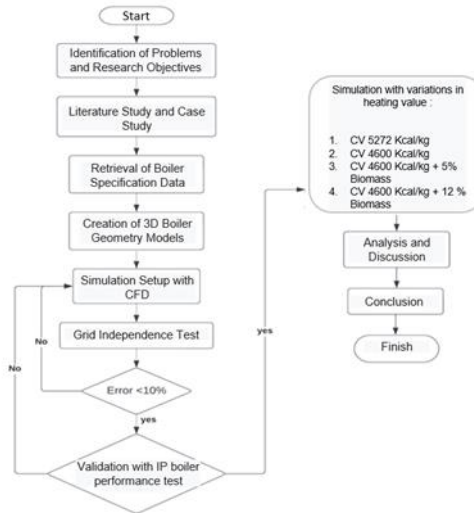 Start
Identification of Problems
and Research Objectives
Literature Study and Case
Study
Retrieval of Boiler
Specification Data
Creation of 3D Boiler
Geometry Models
Simulation Setup with
CFD
Grid Independence Test
No
No
Error <10%
yes
Validation with IP boiler
performance test
yes
Simulation with variations in
heating value :
1. CV 5272 Kcal/kg
2. CV 4600 Kcal/kg
3. CV 4600 Kcal/kg + 5%
Biomass
4. CV 4600 Kcal/kg + 12 %
Biomass
Analysis and
Discussion
Conclusion
Finish